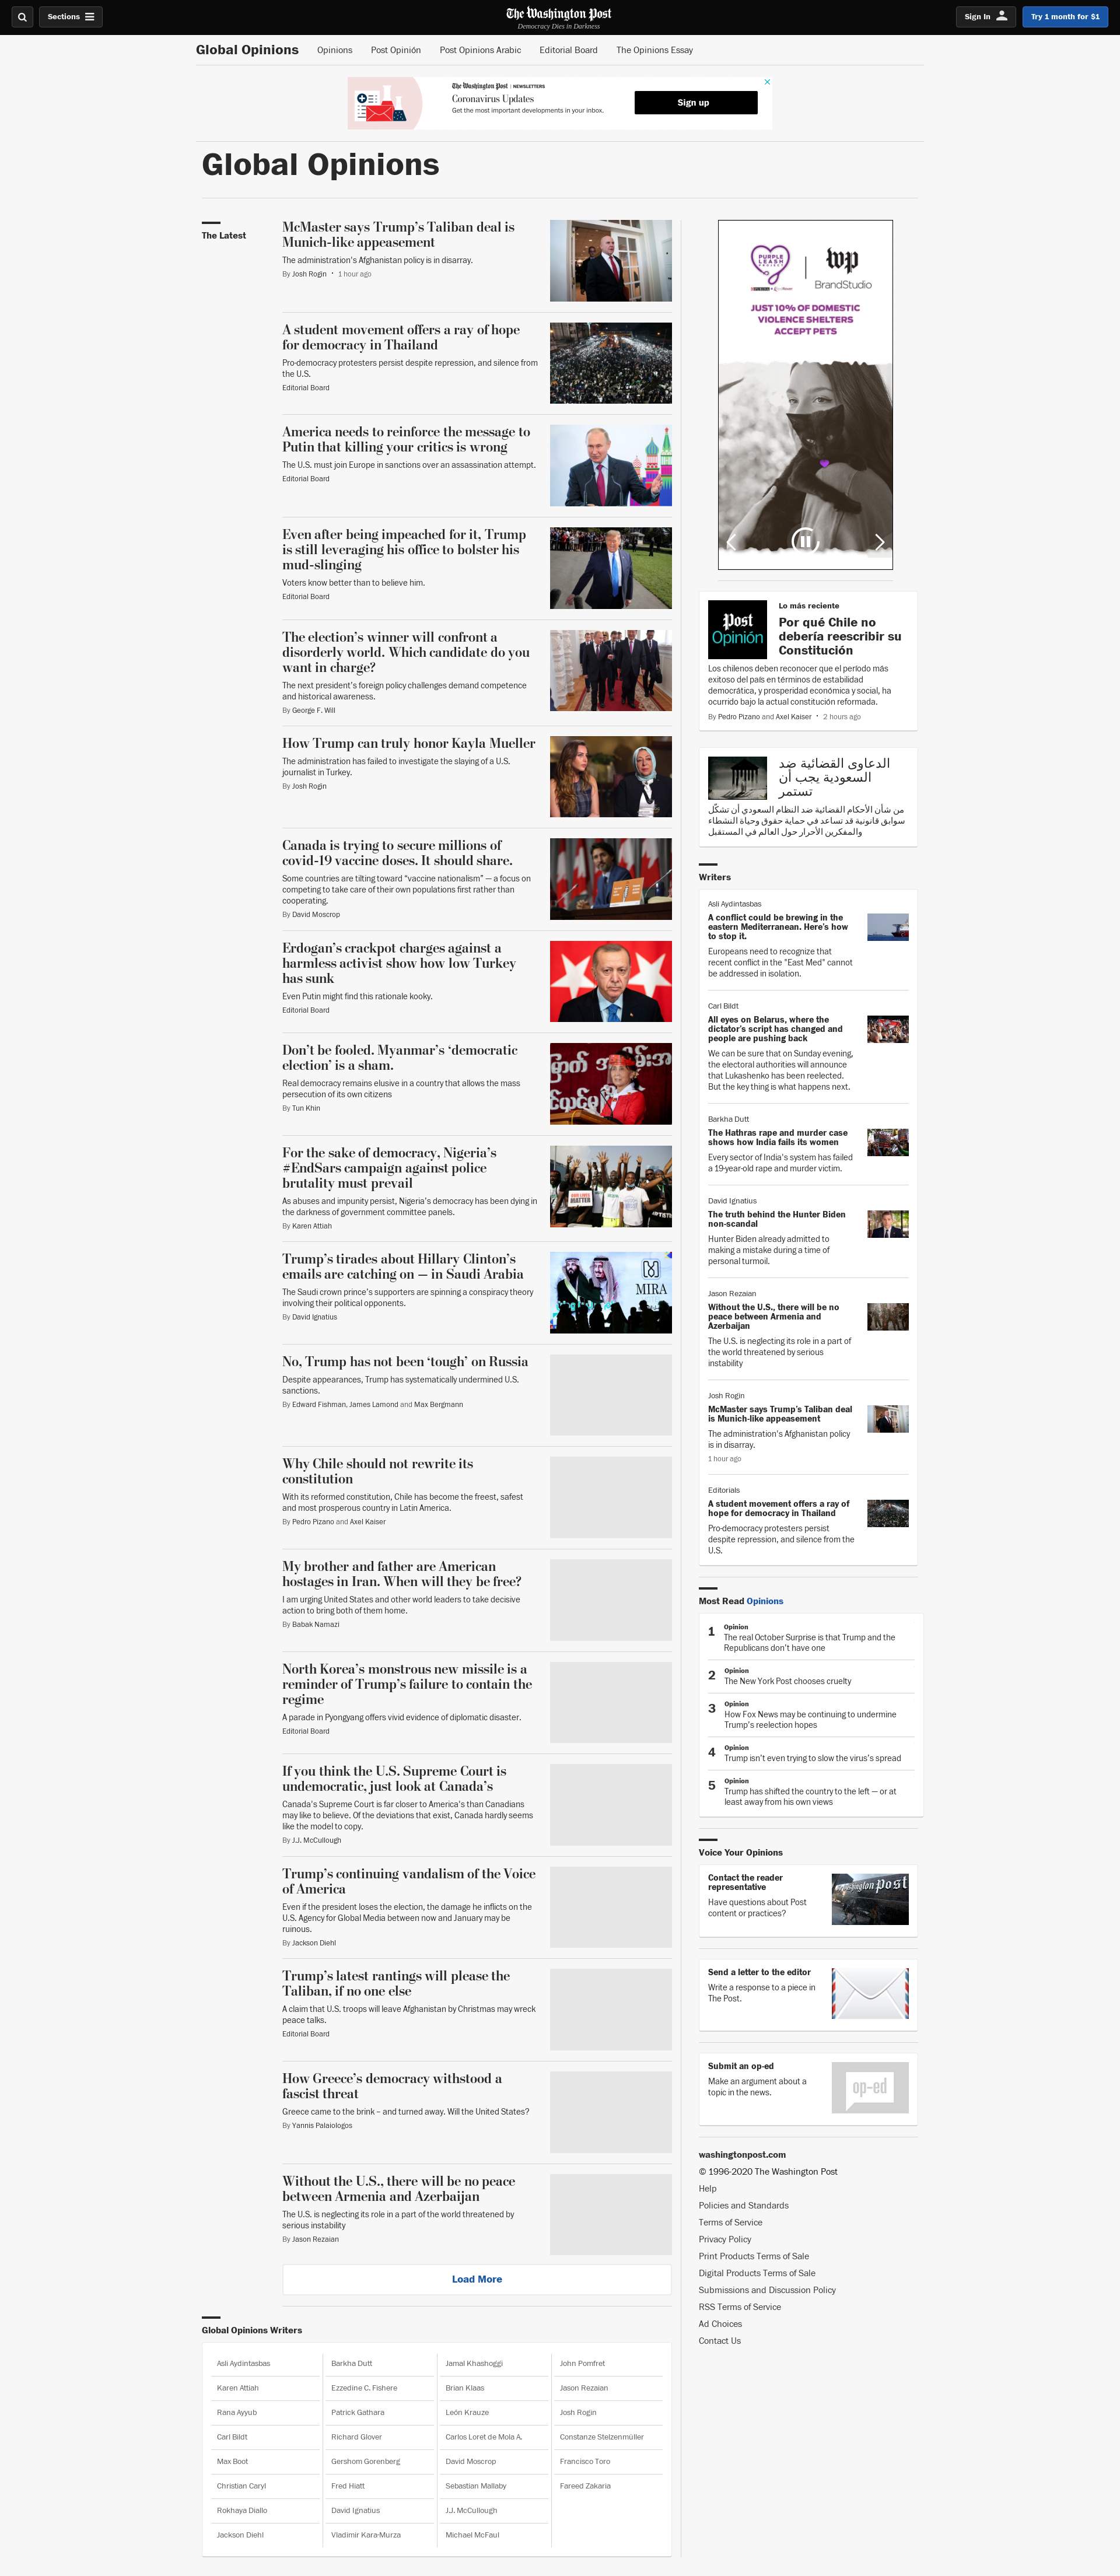 Sections
The Washington Post
Democracy Dies in Darkness
Sign In
Try 1 month for $1
Global Opinions
Opinions
Post Opinión
Post Opinions Arabic
Editorial Board
The Opinions Essay
The Washington Post | NEWSLETTERS
Coronavirus Updates
Get the most important developments in your inbox.
Sign up
Global Opinions
The Latest
McMaster says Trump's Taliban deal is
Munich-like appeasement
The administration's Afghanistan policy is in disarray.
By Josh Rogin • 1 hour ago
A student movement offers a ray of hope
for democracy in Thailand
Pro-democracy protesters persist despite repression, and silence from
the U.S.
Editorial Board
America needs to reinforce the message to
Putin that killing your critics is wrong
The U.S. must join Europe in sanctions over an assassination attempt.
Editorial Board
Even after being impeached for it, Trump
is still leveraging his office to bolster his
mud-slinging
Voters know better than to believe him.
Editorial Board
The election's winner will confront a
disorderly world. Which candidate do you
want in charge?
The next president's foreign policy challenges demand competence
and historical awareness.
By George F. Will
How Trump can truly honor Kayla Mueller
The administration has failed to investigate the slaying of a U.S.
journalist in Turkey.
By Josh Rogin
Canada is trying to secure millions of
covid-19 vaccine doses. It should share.
Some countries are tilting toward "vaccine nationalism" — a focus on
competing to take care of their own populations first rather than
cooperating.
By David Moscrop
Erdogan's crackpot charges against a
harmless activist show how low Turkey
has sunk
Even Putin might find this rationale kooky.
Editorial Board
Don't be fooled. Myanmar's 'democratic
election' is a sham.
Real democracy remains elusive in a country that allows the mass
persecution of its own citizens
By Tun Khin
For the sake of democracy, Nigeria's
#EndSars campaign against police
brutality must prevail
As abuses and impunity persist, Nigeria's democracy has been dying in
the darkness of government committee panels.
By Karen Attiah
Trump's tirades about Hillary Clinton's
emails are catching on — in Saudi Arabia
The Saudi crown prince's supporters are spinning a conspiracy theory
involving their political opponents.
By David Ignatius
MIRA
No, Trump has not been 'tough' on Russia
Despite appearances, Trump has systematically undermined U.S.
sanctions.
By Edward Fishman, James Lamond and Max Bergmann
Why Chile should not rewrite its
constitution
With its reformed constitution, Chile has become the freest, safest
and most prosperous country in Latin America.
By Pedro Pizano and Axel Kaiser
My brother and father are American
hostages in Iran. When will they be free?
I am urging United States and other world leaders to take decisive
action to bring both of them home.
By Babak Namazi
North Korea's monstrous new missile is a
reminder of Trump's failure to contain the
regime
A parade in Pyongyang offers vivid evidence of diplomatic disaster.
Editorial Board
If you think the U.S. Supreme Court is
undemocratic, just look at Canada's
Canada's Supreme Court is far closer to America's than Canadians
may like to believe. Of the deviations that exist, Canada hardly seems
like the model to copy.
By J.J. McCullough
Trump's continuing vandalism of the Voice
of America
Even if the president loses the election, the damage he inflicts on the
U.S. Agency for Global Media between now and January may be
ruinous.
By Jackson Diehl
Trump's latest rantings will please the
Taliban, if no one else
A claim that U.S. troops will leave Afghanistan by Christmas may wreck
peace talks.
Editorial Board
How Greece's democracy withstood a
fascist threat
Greece came to the brink – and turned away. Will the United States?
By Yannis Palaiologos
Without the U.S., there will be no peace
between Armenia and Azerbaijan
The U.S. is neglecting its role in a part of the world threatened by
serious instability
By Jason Rezaian
Load More
Global Opinions Writers
Asli Aydintasbas
Karen Attiah
Rana Ayyub
Carl Bildt
Max Boot
Christian Caryl
Rokhaya Diallo
Jackson Diehl
Barkha Dutt
Ezzedine C. Fishere
Patrick Gathara
Richard Glover
Gershom Gorenberg
Fred Hiatt
David Ignatius
Vladimir Kara-Murza
Jamal Khashoggi
Brian Klaas
León Krauze
Carlos Loret de Mola A.
David Moscrop
Sebastian Mallaby
J.J. McCullough
Michael McFaul
John Pomfret
Jason Rezaian
Josh Rogin
Constanze Stelzenmüller
Francisco Toro
Fareed Zakaria
PURPLE
LEASH
PROJECT
wp
BrandStudio
JUST 10% OF DOMESTIC
VIOLENCE SHELTERS
ACCEPT PETS
Post
Opinión
Lo más reciente
Por qué Chile no
debería reescribir su
Constitución
Los chilenos deben reconocer que el período más
exitoso del país en términos de estabilidad
democrática, y prosperidad económica y social, ha
ocurrido bajo la actual constitución reformada.
By Pedro Pizano and Axel Kaiser • 2 hours ago
الدعاوى القضائية ضد
السعودية يجب أن
تستمر
من شأن الأحكام القضائية ضد النظام السعودي أن تشكّل
سوابق قانونية قد تساعد في حماية حقوق وحياة النشطاء
والمفكرين الأحرار حول العالم في المستقبل
Writers
Asli Aydintasbas
A conflict could be brewing in the
eastern Mediterranean. Here's how
to stop it.
Europeans need to recognize that
recent conflict in the "East Med" cannot
be addressed in isolation.
Carl Bildt
All eyes on Belarus, where the
dictator's script has changed and
people are pushing back
We can be sure that on Sunday evening,
the electoral authorities will announce
that Lukashenko has been reelected.
But the key thing is what happens next.
Barkha Dutt
The Hathras rape and murder case
shows how India fails its women
Every sector of India's system has failed
a 19-year-old rape and murder victim.
David Ignatius
The truth behind the Hunter Biden
non-scandal
Hunter Biden already admitted to
making a mistake during a time of
personal turmoil.
Jason Rezaian
Without the U.S., there will be no
peace between Armenia and
Azerbaijan
The U.S. is neglecting its role in a part of
the world threatened by serious
instability
Josh Rogin
McMaster says Trump's Taliban deal
is Munich-like appeasement
The administration's Afghanistan policy
is in disarray.
1 hour ago
Editorials
A student movement offers a ray of
hope for democracy in Thailand
Pro-democracy protesters persist
despite repression, and silence from the
U.S.
Most Read Opinions
1
Opinion
The real October Surprise is that Trump and the
Republicans don't have one
2
Opinion
The New York Post chooses cruelty
3
Opinion
How Fox News may be continuing to undermine
Trump's reelection hopes
4
Opinion
Trump isn't even trying to slow the virus's spread
5
Opinion
Trump has shifted the country to the left — or at
least away from his own views
Voice Your Opinions
Contact the reader
representative
Have questions about Post
content or practices?
Send a letter to the editor
Write a response to a piece in
The Post.
Submit an op-ed
Make an argument about a
topic in the news.
op-ed
washingtonpost.com
© 1996-2020 The Washington Post
Help
Policies and Standards
Terms of Service
Privacy Policy
Print Products Terms of Sale
Digital Products Terms of Sale
Submissions and Discussion Policy
RSS Terms of Service
Ad Choices
Contact Us